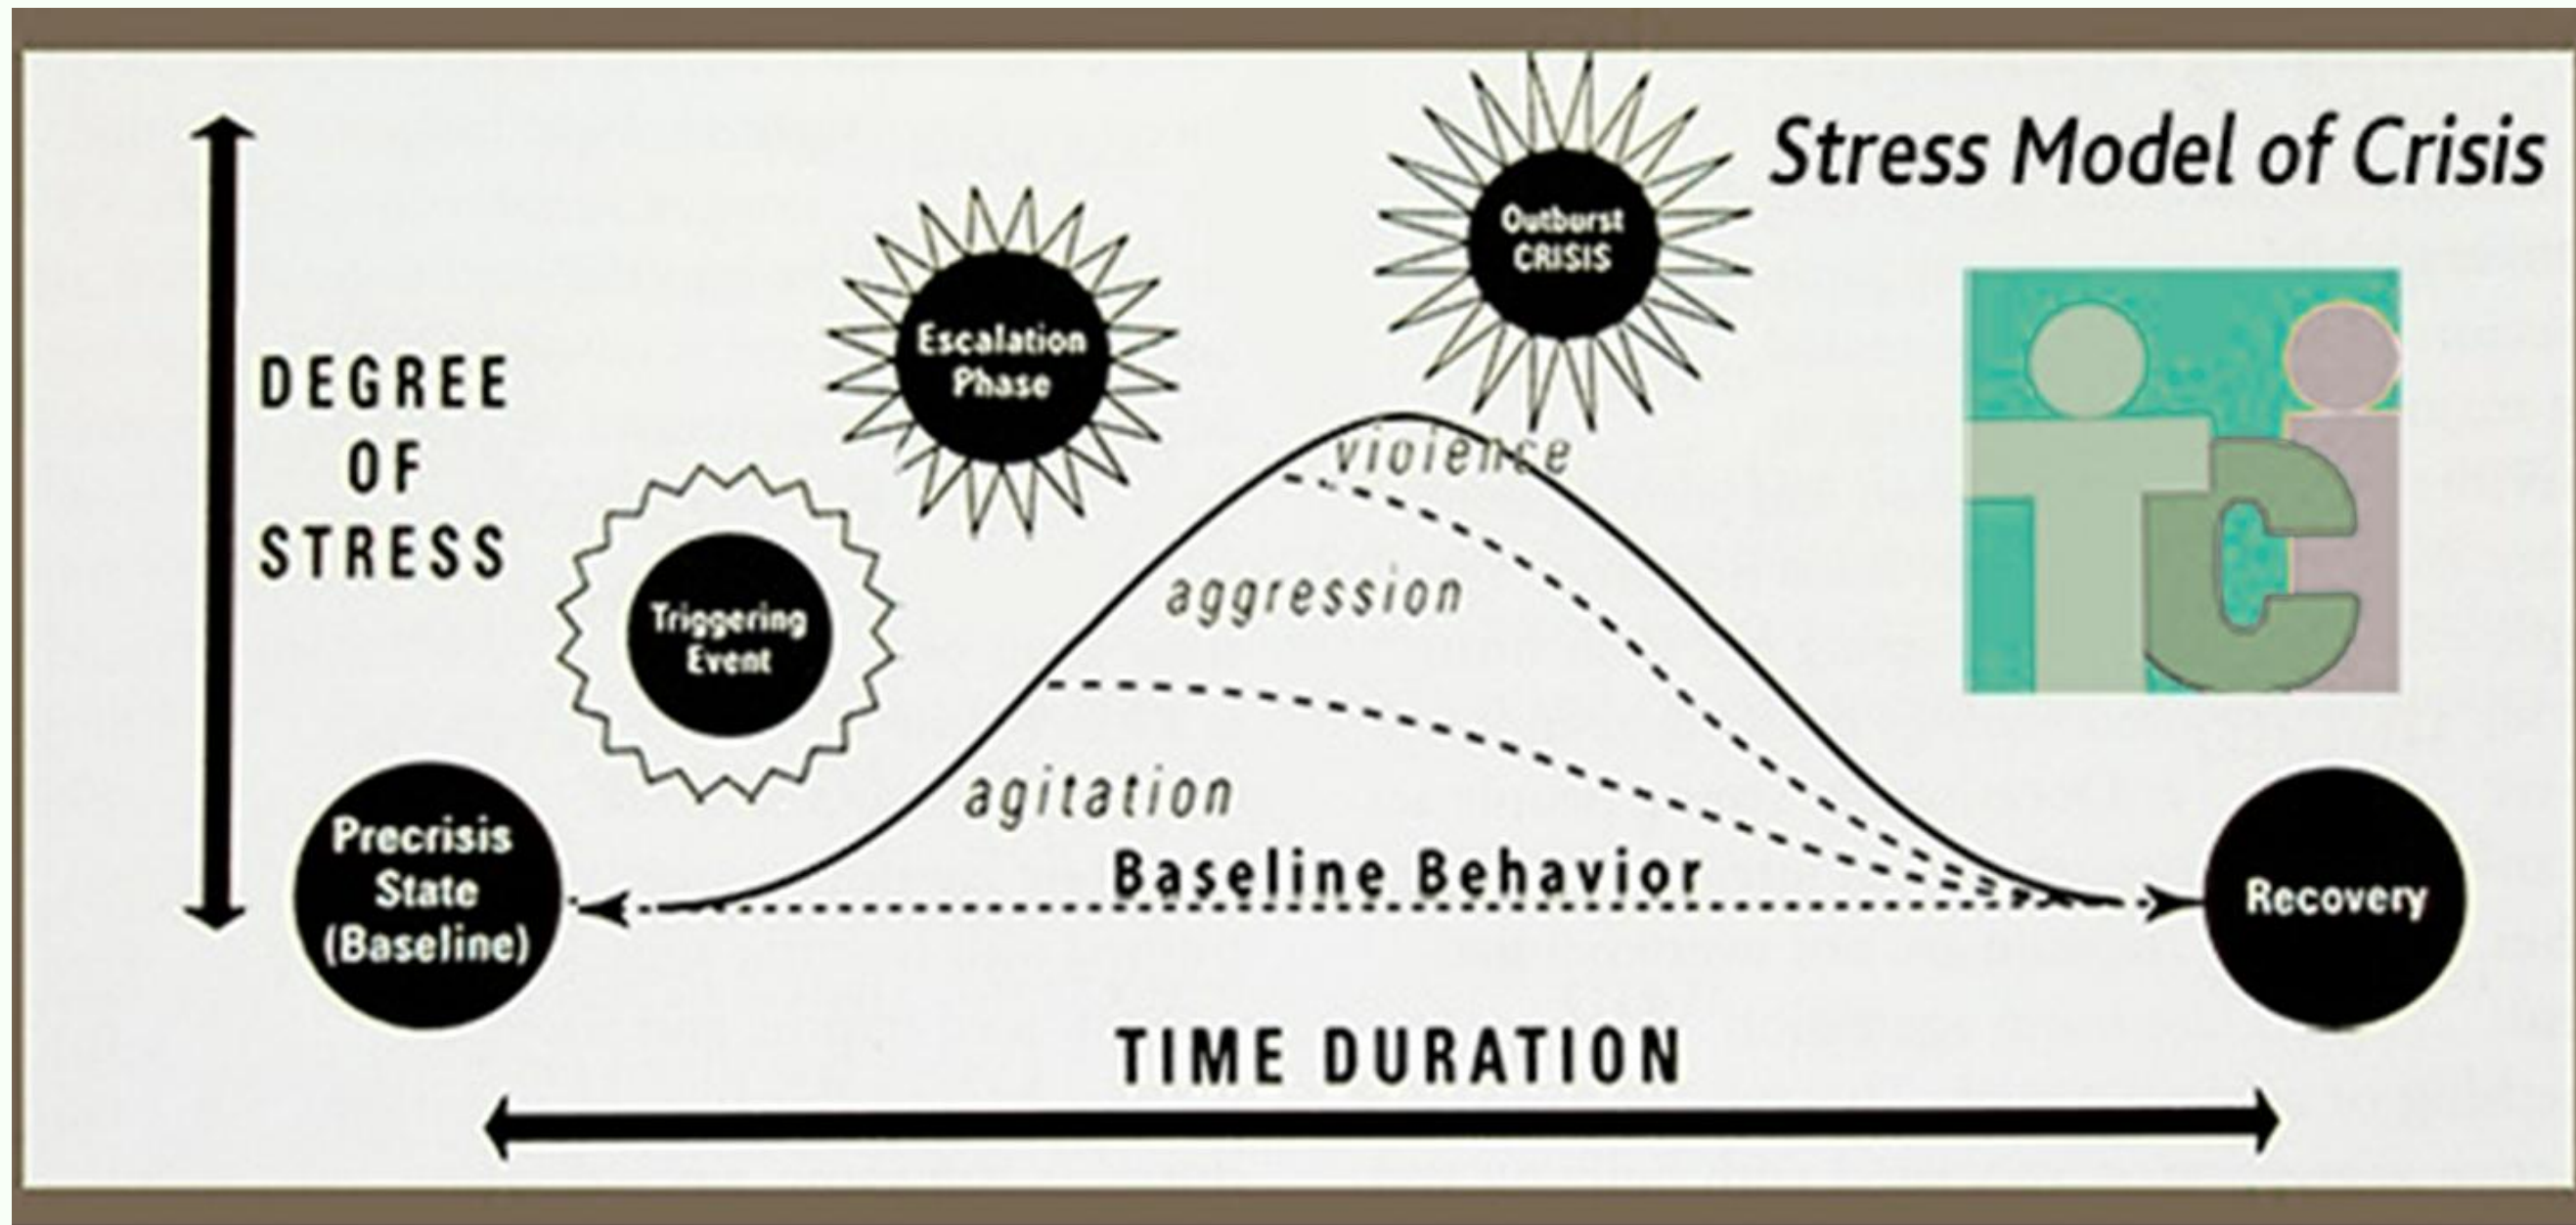 Stress Model of Crisis
Outburst
CRISIS
Escalation
Phase
DEGREE
OF
STRESS
violence
aggression
Triggering
Event
agitation
Precrisis
State
(Baseline)
Baseline Behavior
Recovery
TIME DURATION
TCi